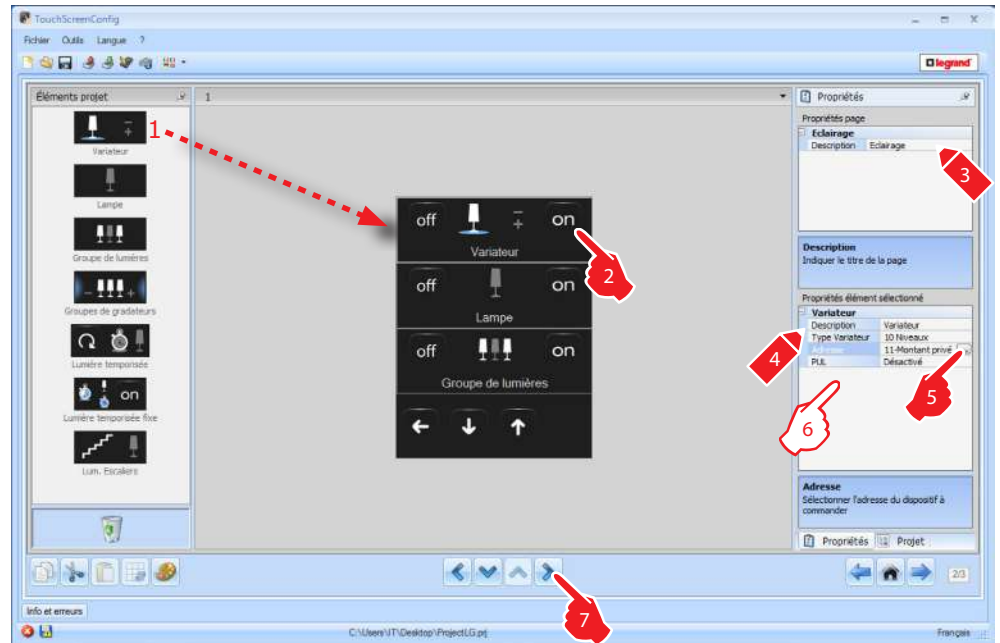 TouchScreenConfig
Fichier Outils Langue ?
legrand
Éléments projet
1
Propriétés
1
Variateur
Lampe
Groupe de lumières
Groupes de gradateurs
Lumière temporisée
on
Lumière temporisée fixe
Lum. Escaliers
off on
Variateur
2
off on
Lampe
off on
Groupe de lumières
Propriétés page
Eclairage
Description Eclairage
3
Description
Indiquer le titre de la page
Propriétés élément sélectionné
Variateur
Description Variateur
Type Variateur 10 Niveaux
Adresse 11-Montant privé
PUL Désactivé
4
5
6
Adresse
Sélectionner l'adresse du dispositif à
commander
Propriétés Projet
2/3
7
Info et erreurs
C:\Users\IT\Desktop\ProjectLG.prj
Français